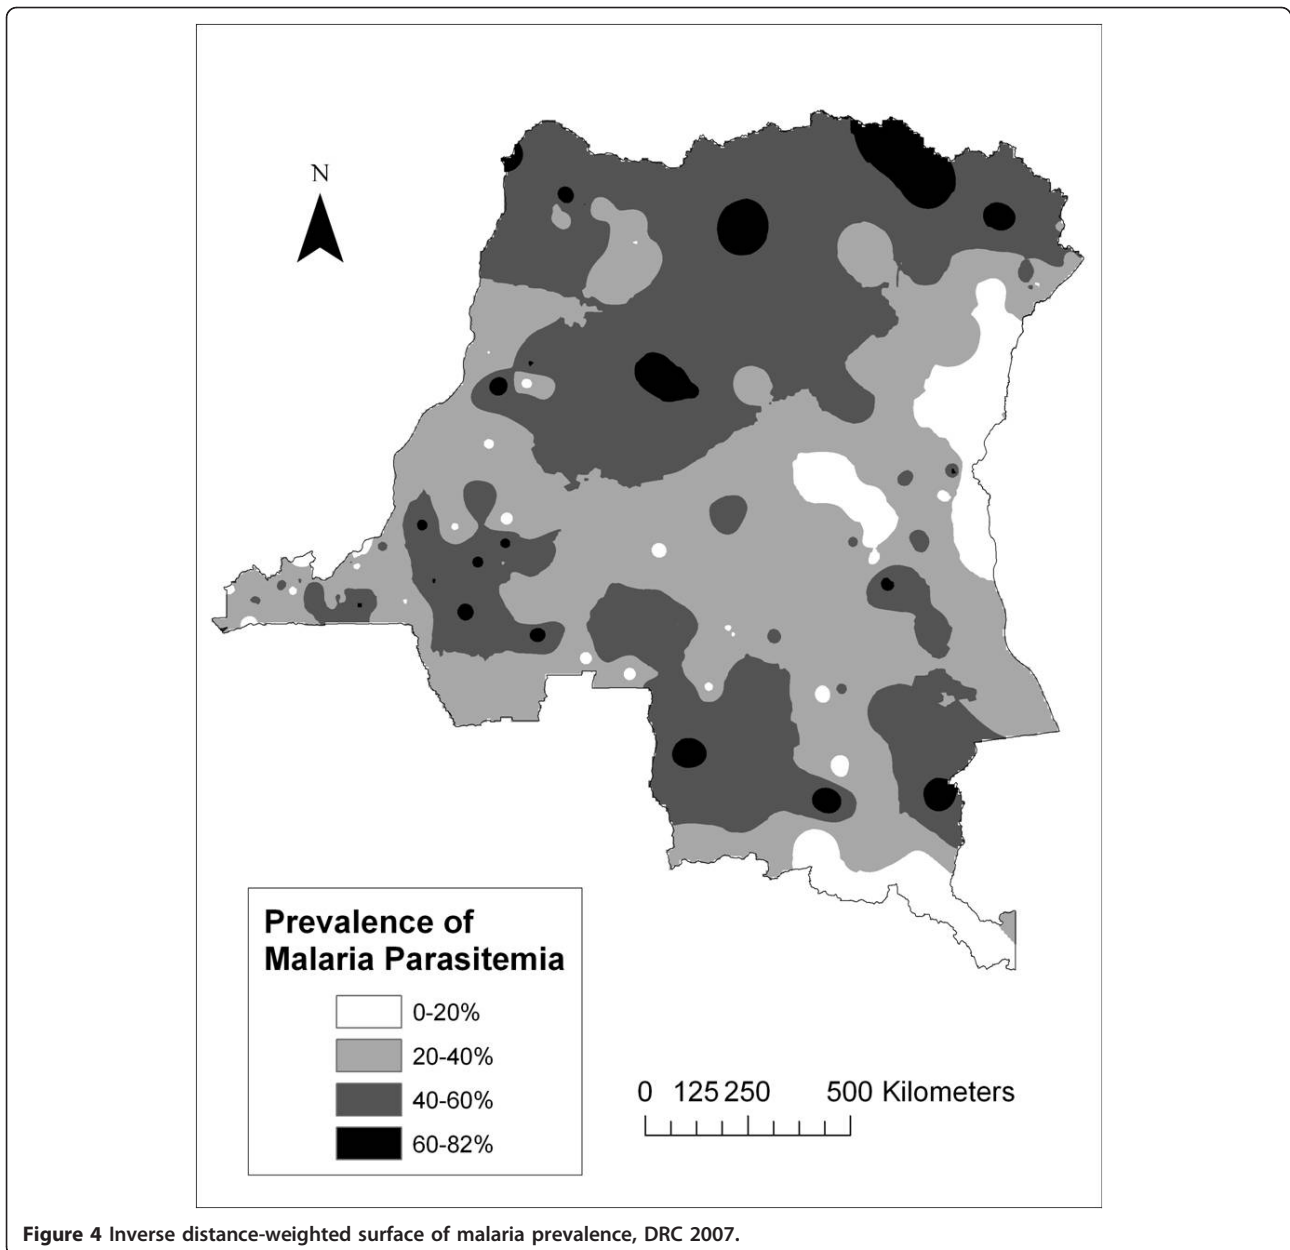 N
Prevalence of
Malaria Parasitemia
0-20%
20-40%
40-60%
60-82%
0 125 250 500 Kilometers
Figure 4 Inverse distance-weighted surface of malaria prevalence, DRC 2007.